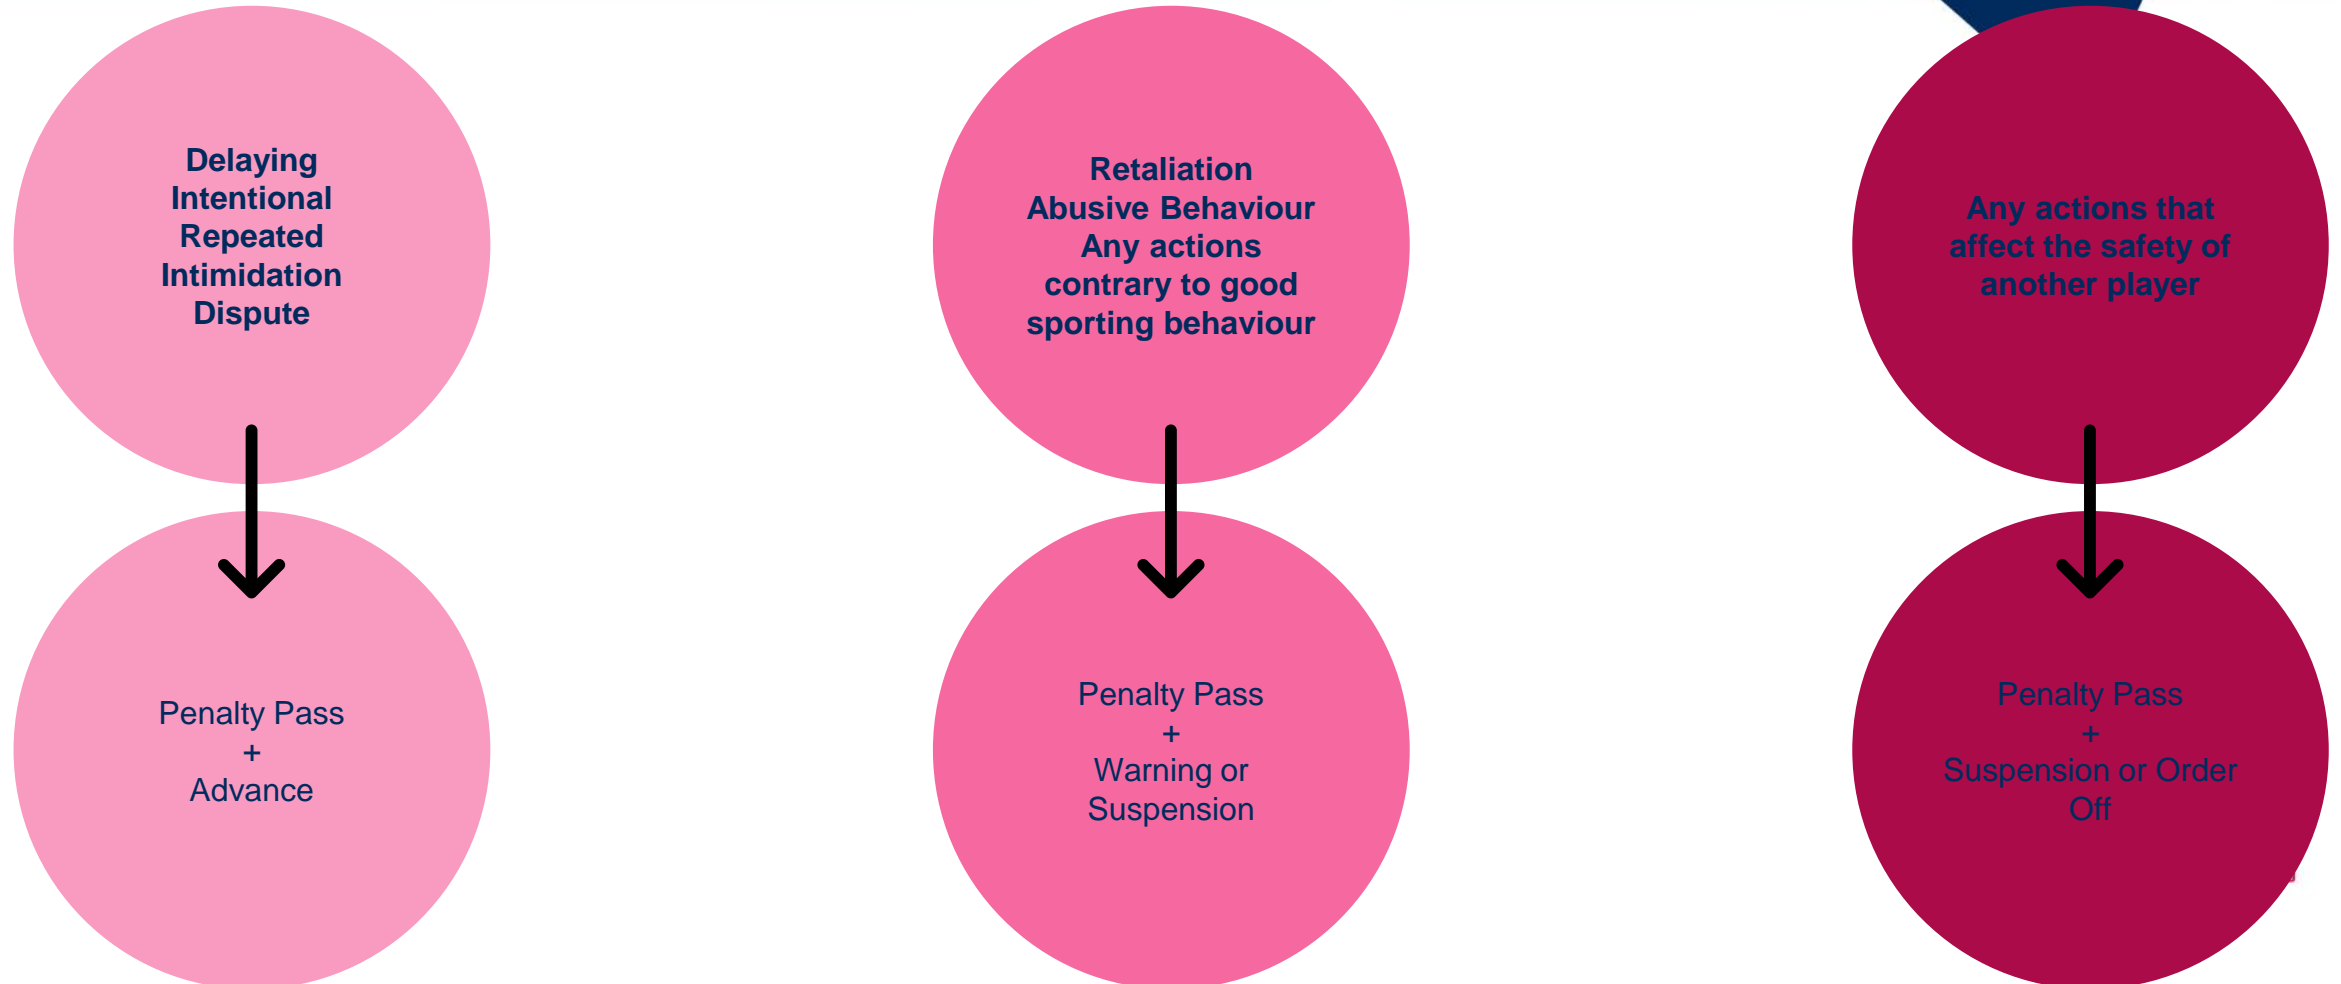 Delaying
Intentional
Repeated
Intimidation
Dispute
Penalty Pass
+
Advance
Retaliation
Abusive Behaviour
Any actions
contrary to good
sporting behaviour
Penalty Pass
+
Warning or
Suspension
Any actions that
affect the safety of
another player
Penalty Pass
+
Suspension or Order
Off